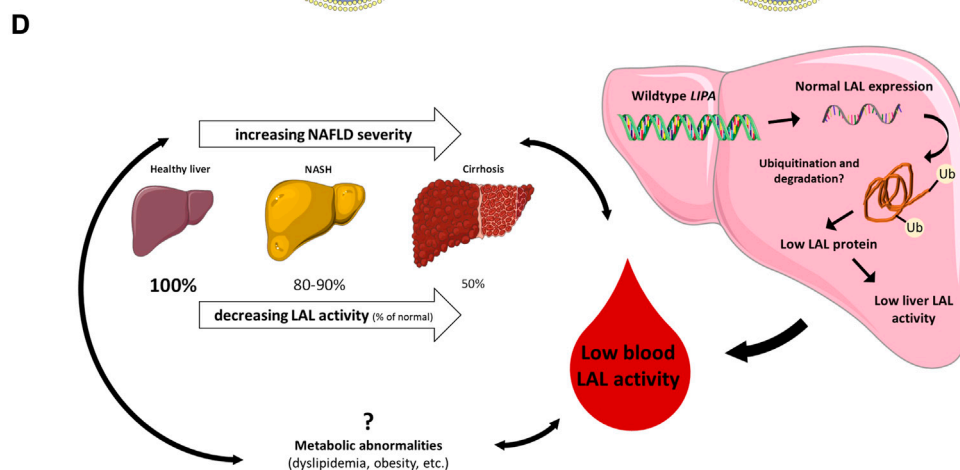 D
increasing NAFLD severity
Healthy liver
NASH
Cirrhosis
100%
80-90%
50%
decreasing LAL activity (% of normal)
?
Metabolic abnormalities
(dyslipidemia, obesity, etc.)
Low blood
LAL activity
Wildtype LIPA
Normal LAL expression
Ubiquitination and
degradation?
Ub
Ub
Low LAL protein
Low liver LAL
activity